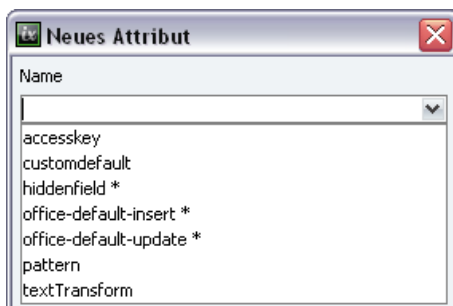 Neues Attribut
Name
accesskey
customdefault
hiddenfield *
office-default-insert *
office-default-update *
pattern
textTransform